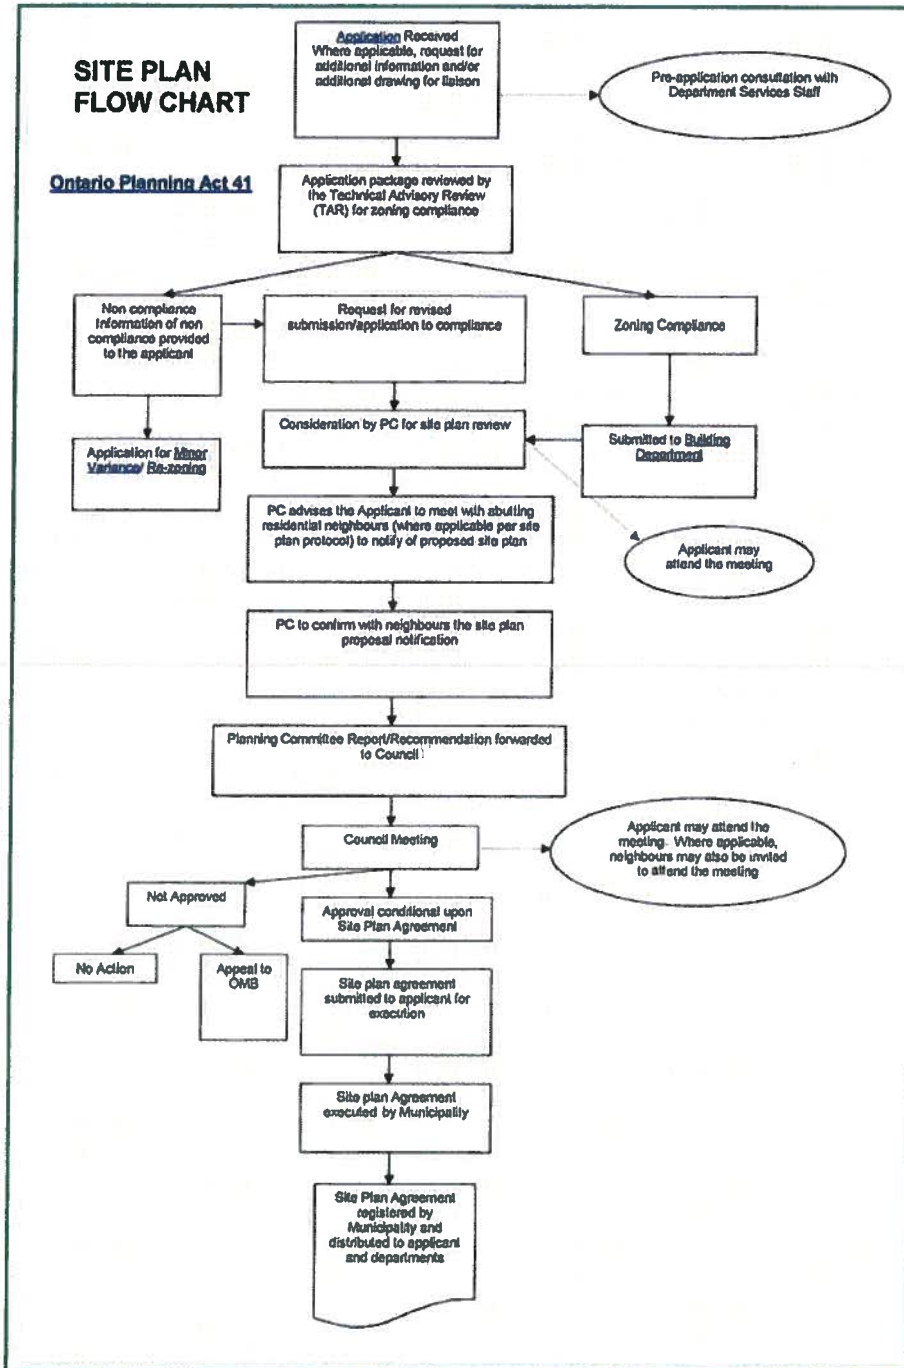 SITE PLAN
FLOW CHART
Application Received
Where applicable, request for
additional information and/or
additional drawing for liaison
Pre-application consultation with
Department Services Staff
Ontario Planning Act 41
Application package reviewed by
the Technical Advisory Review
(TAR) for zoning compliance
Non compliance
Information of non
compliance provided
to the applicant
Request for revised
submission/application to compliance
Zoning Compliance
Consideration by PC for site plan review
Application for Minor
Variance/ Re-zoning
Submitted to Building
Department
PC advises the Applicant to meet with abutting
residential neighbours (where applicable per site
plan protocol) to notify of proposed site plan
Applicant may
attend the meeting
PC to confirm with neighbours the site plan
proposal notification
Planning Committee Report/Recommendation forwarded
to Council
Council Meeting
Applicant may attend the
meeting. Where applicable,
neighbours may also be invited
to attend the meeting
Not Approved
Approval conditional upon
Site Plan Agreement
No Action
Appeal to
OMB
Site plan agreement
submitted to applicant for
execution
Site plan Agreement
executed by Municipality
Site Plan Agreement
registered by
Municipality and
distributed to applicant
and departments